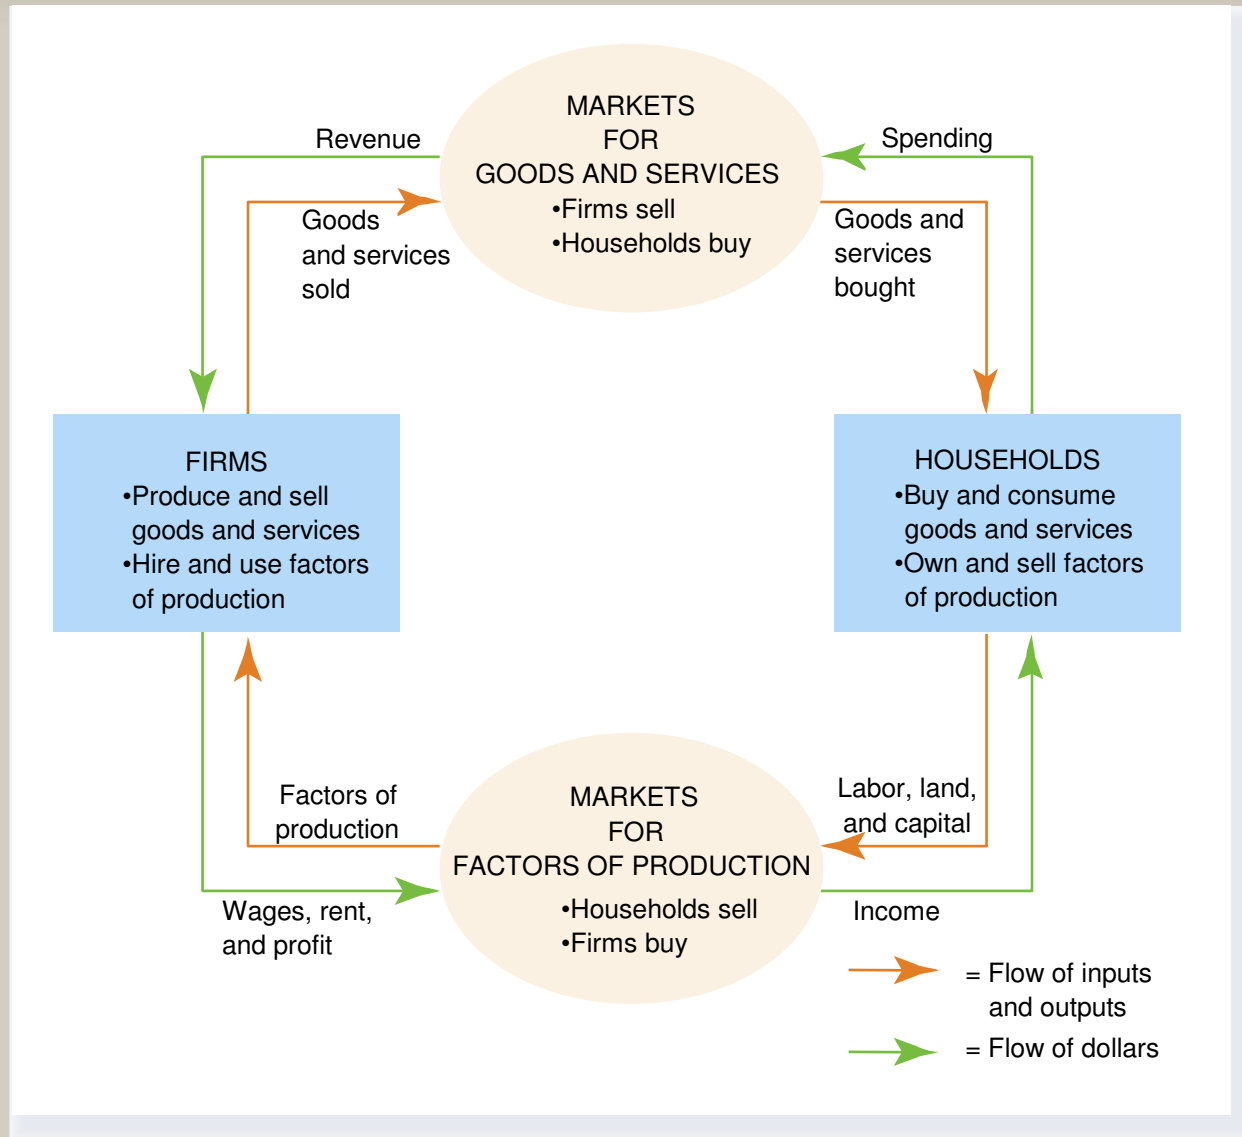 MARKETS
FOR
GOODS AND SERVICES
•Firms sell
•Households buy
Revenue
Spending
Goods
and services
sold
Goods and
services
bought
FIRMS
•Produce and sell
goods and services
•Hire and use factors
of production
HOUSEHOLDS
•Buy and consume
goods and services
•Own and sell factors
of production
Factors of
production
Labor, land,
and capital
MARKETS
FOR
FACTORS OF PRODUCTION
•Households sell
•Firms buy
Wages, rent,
and profit
Income
= Flow of inputs
and outputs
= Flow of dollars